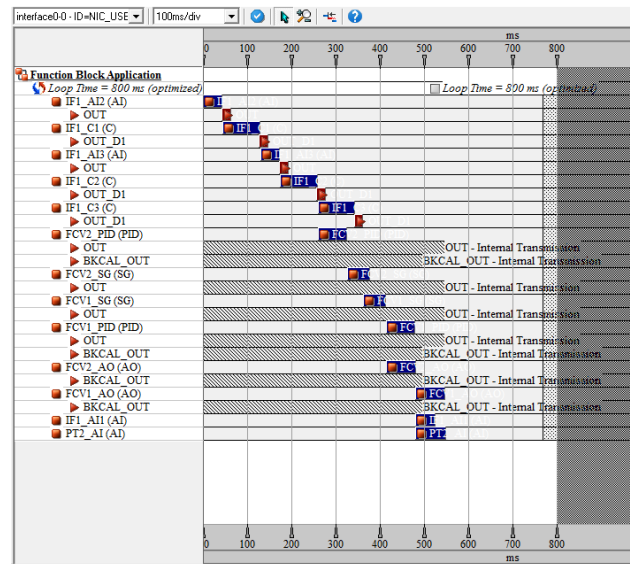 interface0-0 - ID=NIC_USE 100ms/div
ms
0 100 200 300 400 500 600 700 800
Function Block Application
Loop Time = 800 ms (optimized) Loop Time = 800 ms (optimized)
IF1_AI2 (AI)
OUT
IF1_C1 (C) IF1
OUT_D1
IF1_AI3 (AI)
OUT
IF1_C2 (C) IF1
OUT_D1
IF1_C3 (C) IF1
OUT_D1
FCV2_PID (PID) FC
OUT OUT - Internal Transmission
BKCAL_OUT BKCAL_OUT - Internal Transmission
FCV2_SG (SG)
OUT OUT - Internal Transmission
FCV1_SG (SG)
OUT OUT - Internal Transmission
FCV1_PID (PID) FC
OUT OUT - Internal Transmission
BKCAL_OUT BKCAL_OUT - Internal Transmission
FCV2_AO (AO) FC
BKCAL_OUT BKCAL_OUT - Internal Transmission
FCV1_AO (AO) FC
BKCAL_OUT BKCAL_OUT - Internal Transmission
IF1_AI1 (AI)
PT2_AI (AI) PT2
0 100 200 300 400 500 600 700 800
ms